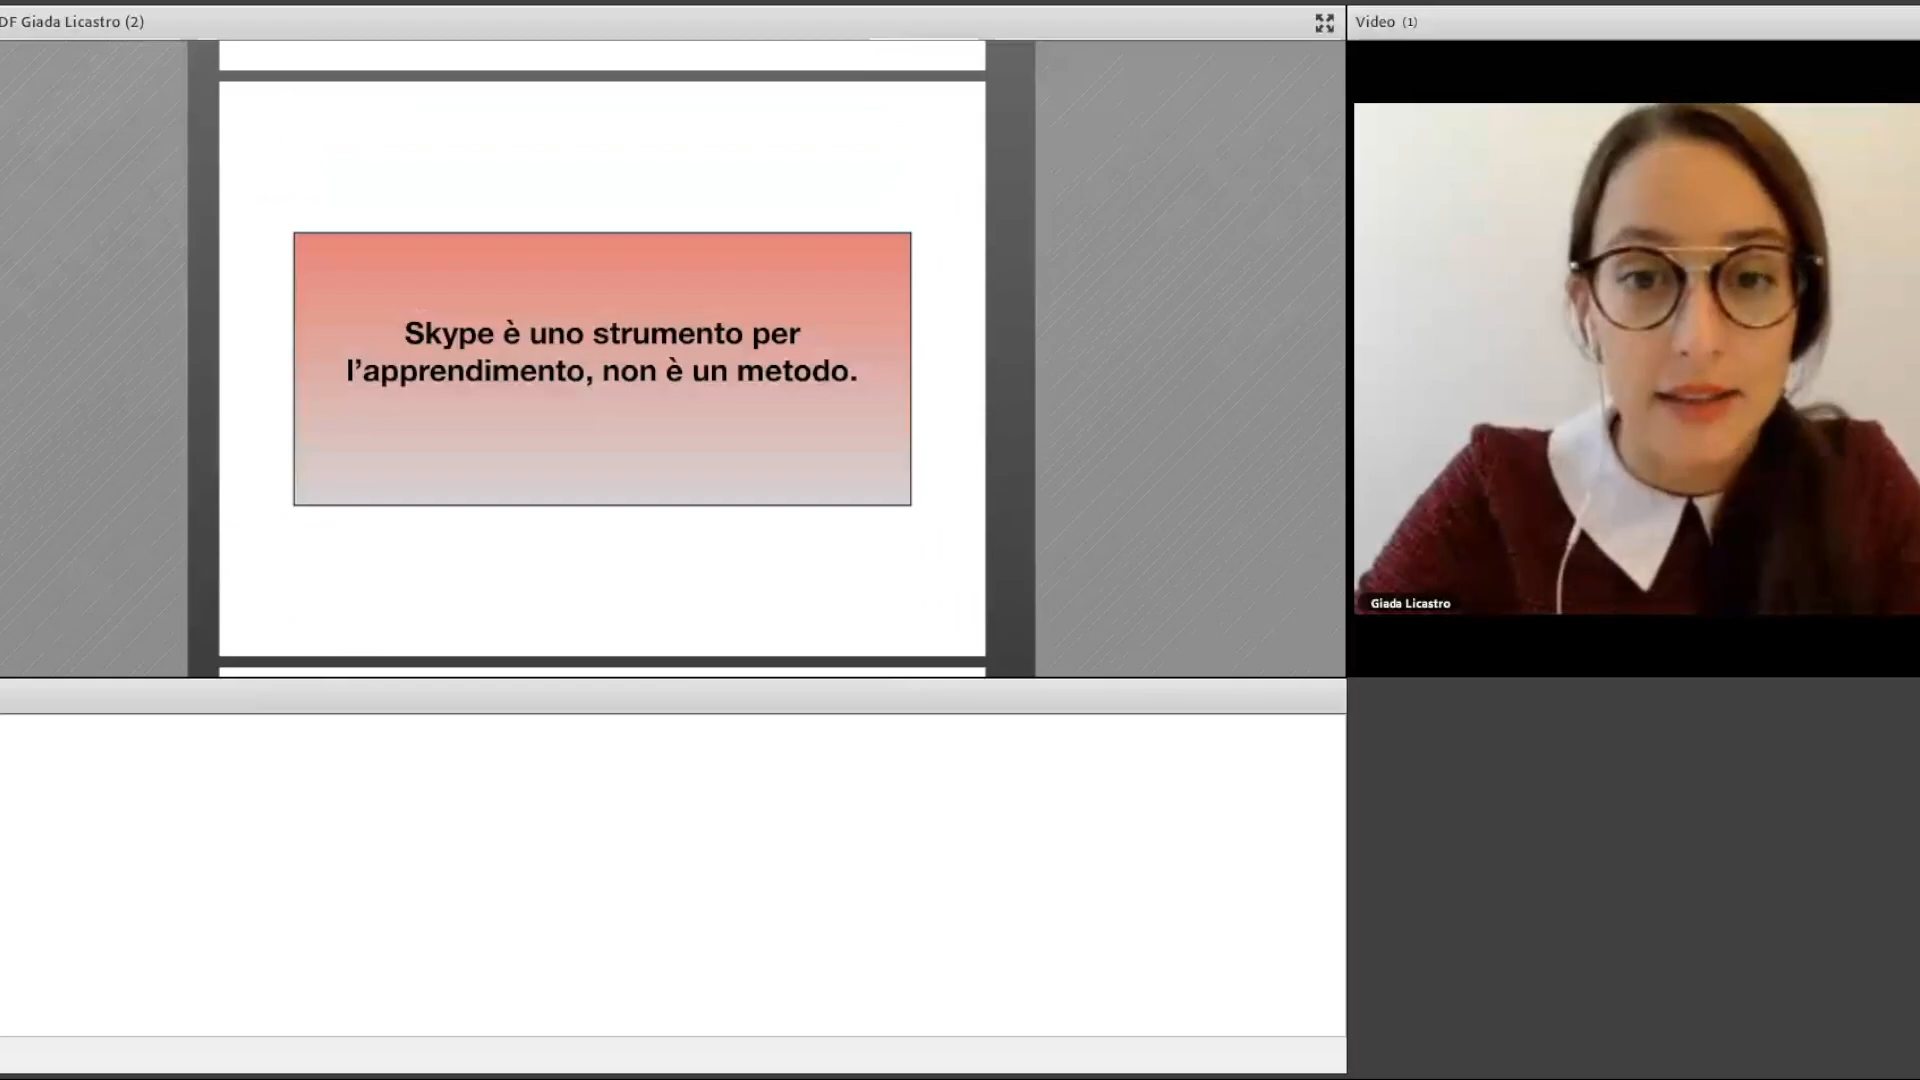 DF Giada Licastro (2)
Video (1)
Skype è uno strumento per
l’apprendimento, non è un metodo.
Giada Licastro